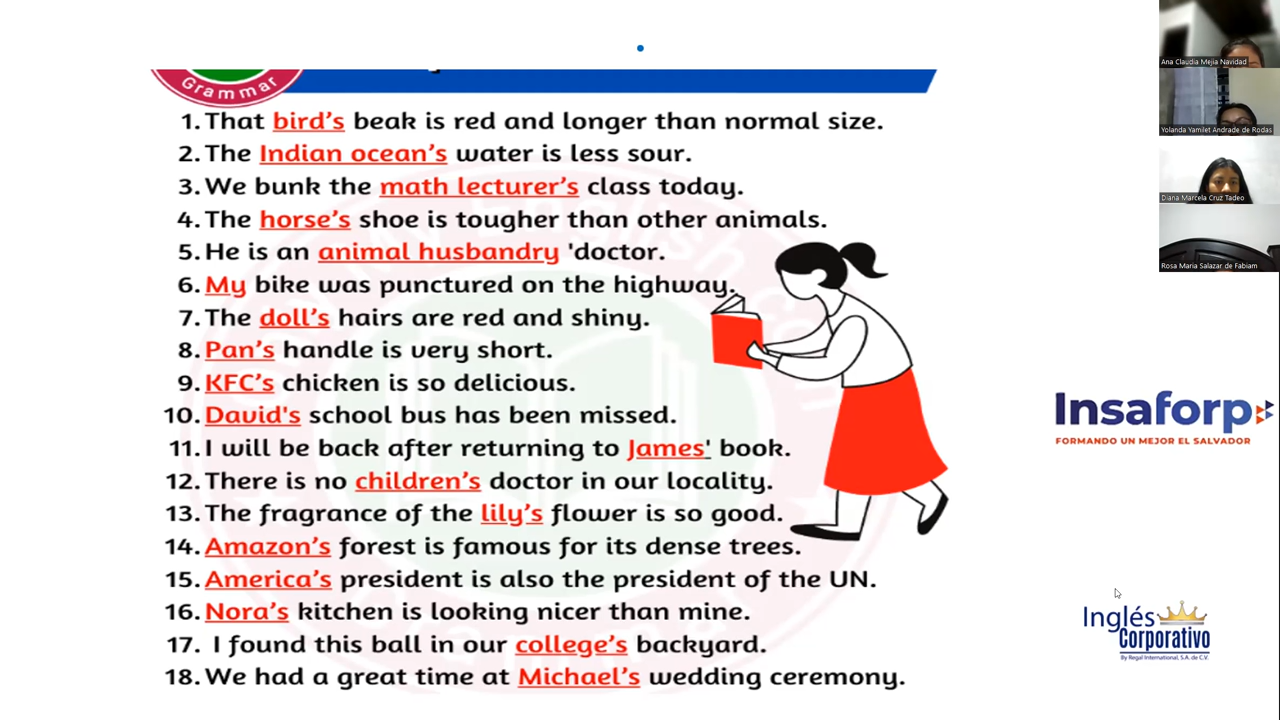 Grammar
1. That bird’s beak is red and longer than normal size.
2. The Indian ocean’s water is less sour.
3. We bunk the math lecturer’s class today.
4. The horse’s shoe is tougher than other animals.
5. He is an animal husbandry 'doctor.
6. My bike was punctured on the highway.
7. The doll’s hairs are red and shiny.
8. Pan’s handle is very short.
9. KFC’s chicken is so delicious.
10. David's school bus has been missed.
11. I will be back after returning to James' book.
12. There is no children’s doctor in our locality.
13. The fragrance of the lily’s flower is so good.
14. Amazon’s forest is famous for its dense trees.
15. America’s president is also the president of the UN.
16. Nora’s kitchen is looking nicer than mine.
17. I found this ball in our college’s backyard.
18. We had a great time at Michael’s wedding ceremony.
Ana Claudia Mejia Navidad
Yolanda Yamilet Andrade de Rodas
Diana Marcela Cruz Tadeo
Rosa Maria Salazar de Fabiam
Insaforp
FORMANDO UN MEJOR EL SALVADOR
Inglés
Corporativo
By Regal International, S.A. de C.V.